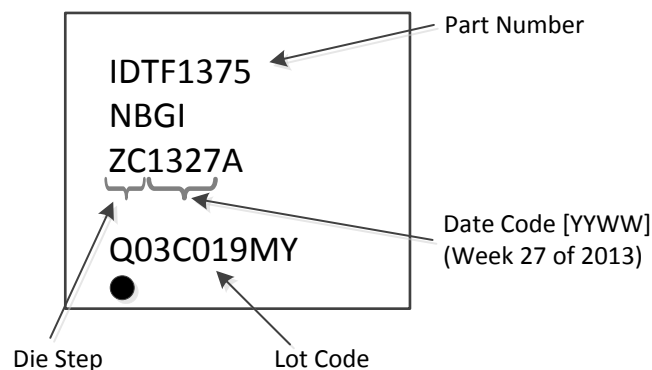 Part Number
IDTF1375
NBGI
ZC1327A
Date Code [YYWW]
(Week 27 of 2013)
Q03C019MY
Die Step
Lot Code